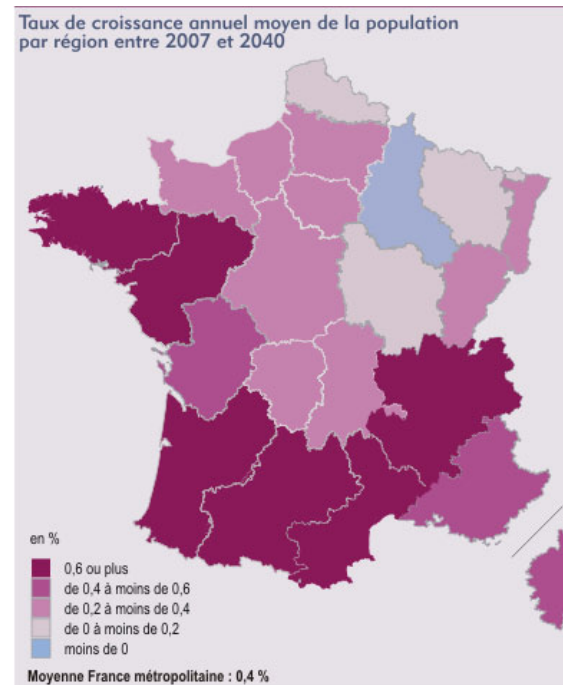 Taux de croissance annuel moyen de la population
par région entre 2007 et 2040
en %
0,6 ou plus
de 0,4 à moins de 0,6
de 0,2 à moins de 0,4
de 0 à moins de 0,2
moins de 0
Moyenne France métropolitaine : 0,4 %